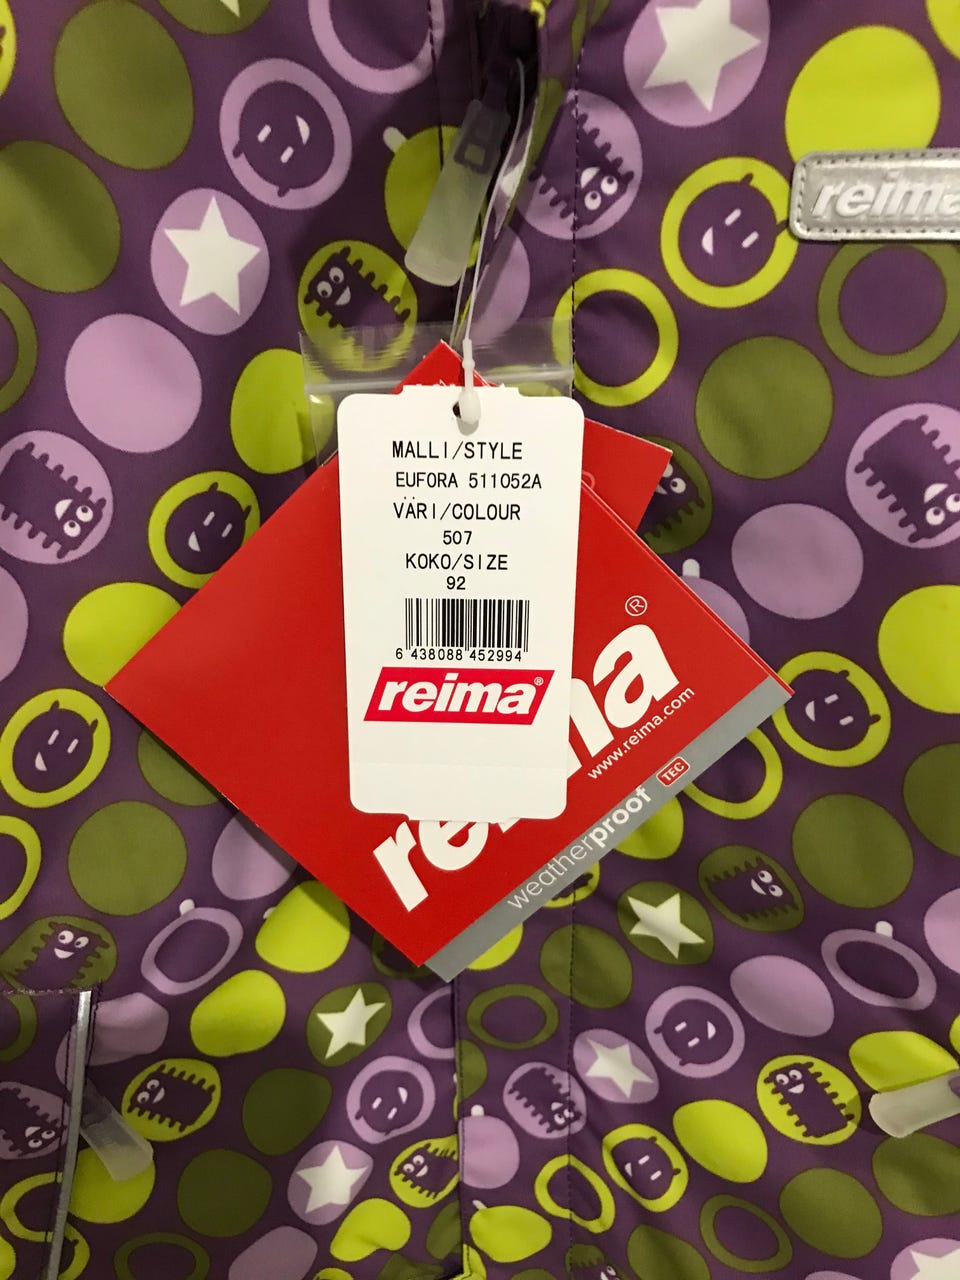 reima
MALLI/STYLE
EUFORA 511052A
VÄRI/COLOUR
507
KOKO/SIZE
92
6 438088 452994
reima®
reima®
www.reima.com
weatherproof TEC